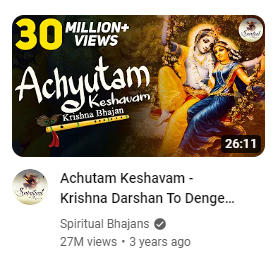 30 MILLION+
VIEWS
Achyutam
Keshavam
Krishna Bhajan
Spiritual
26:11
Achutam Keshavam -
Krishna Darshan To Denge...
Spiritual Bhajans
27M views • 3 years ago